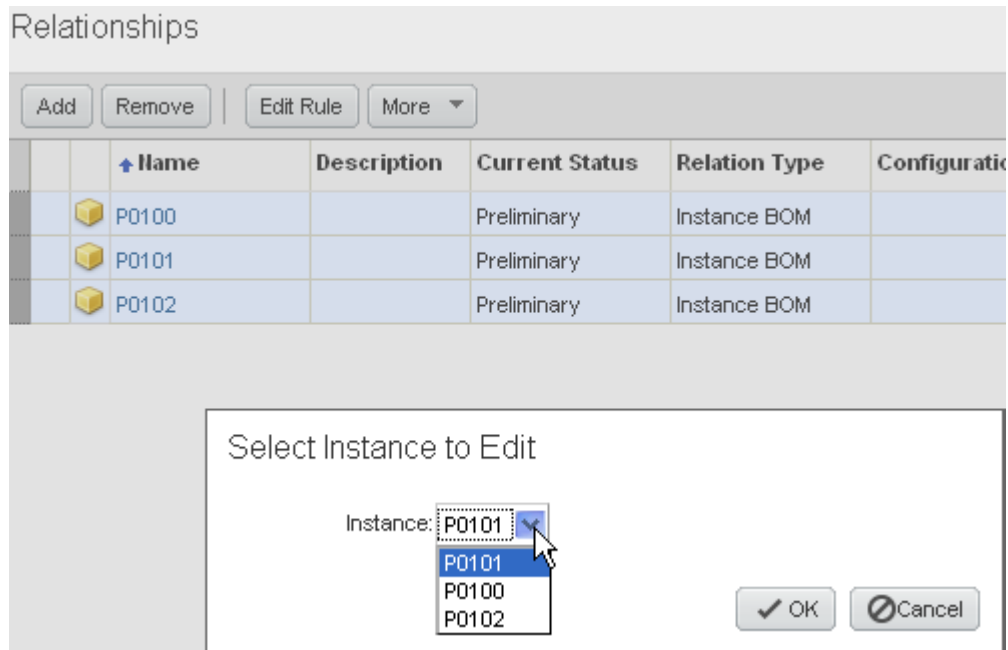 Relationships
Add Remove Edit Rule More
Name Description Current Status Relation Type Configuratio
P0100 Preliminary Instance BOM
P0101 Preliminary Instance BOM
P0102 Preliminary Instance BOM
Select Instance to Edit
Instance: P0101
P0101
P0100
P0102
OK Cancel